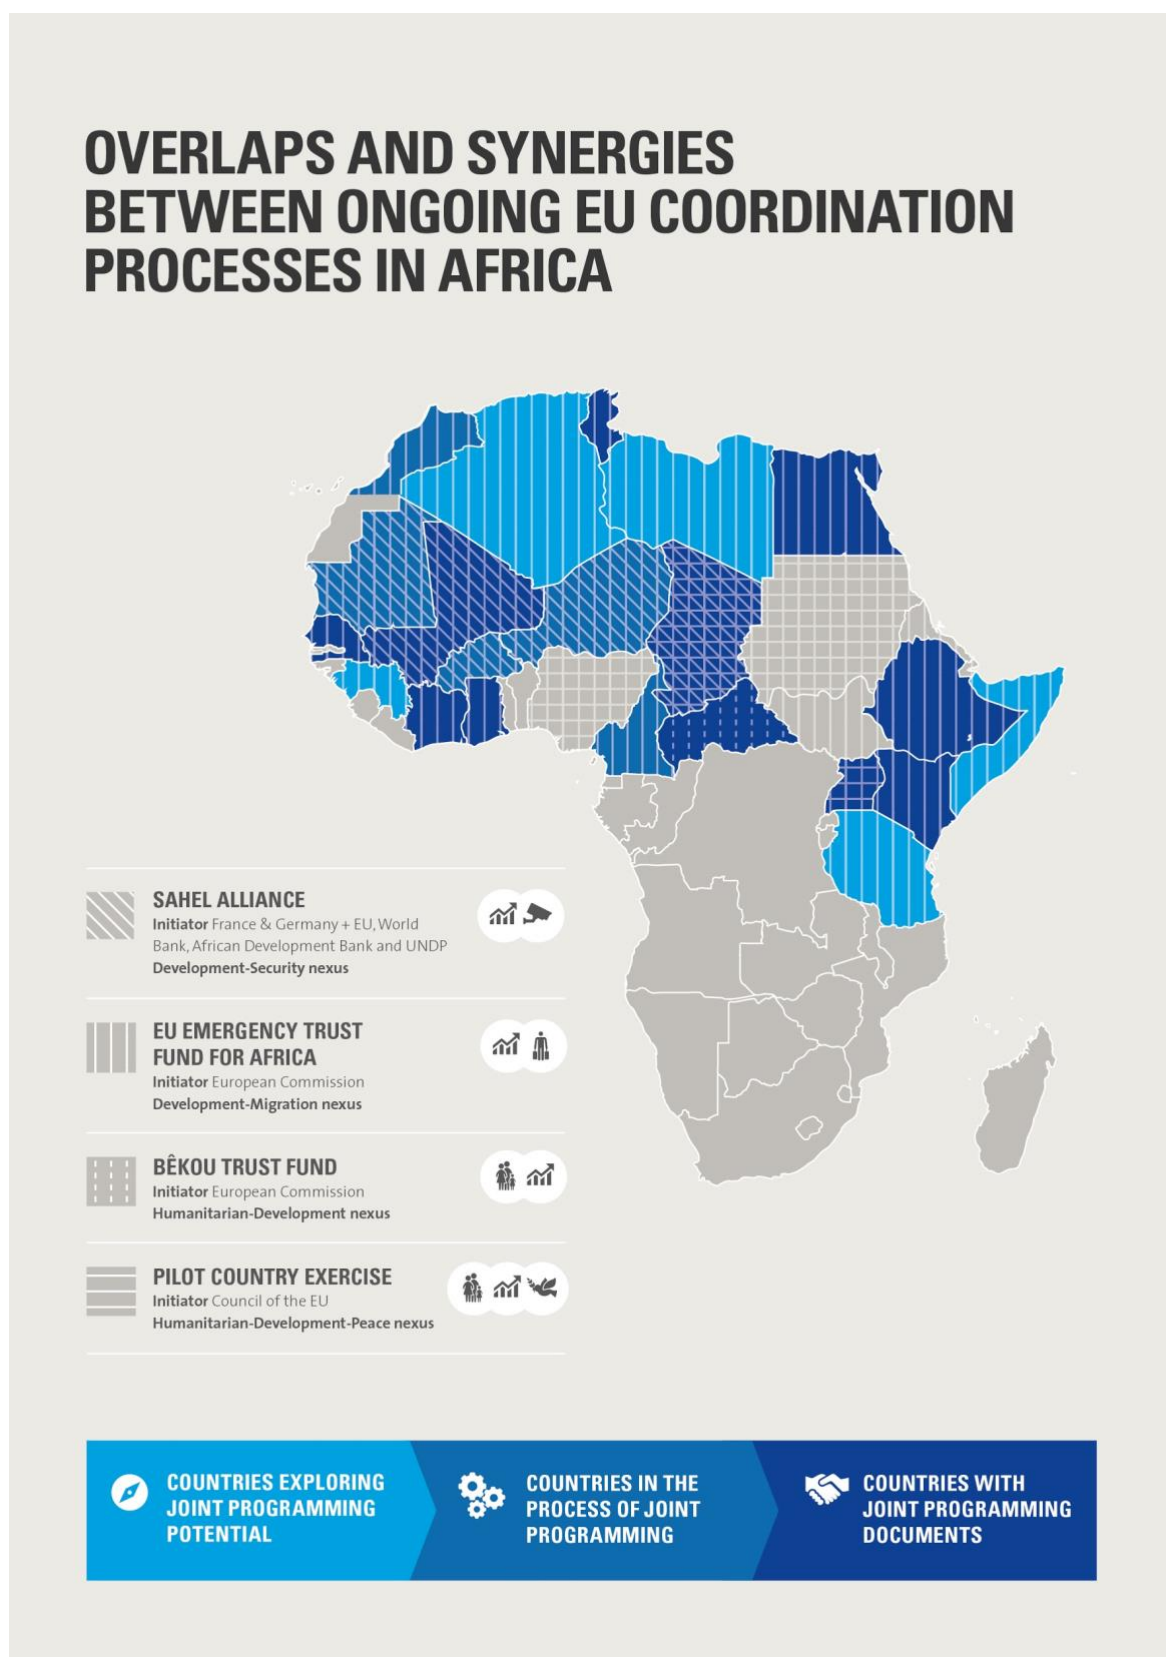 OVERLAPS AND SYNERGIES
BETWEEN ONGOING EU COORDINATION
PROCESSES IN AFRICA
SAHEL ALLIANCE
Initiator France & Germany + EU, World
Bank, African Development Bank and UNDP
Development-Security nexus
EU EMERGENCY TRUST
FUND FOR AFRICA
Initiator European Commission
Development-Migration nexus
BÊKOU TRUST FUND
Initiator European Commission
Humanitarian-Development nexus
PILOT COUNTRY EXERCISE
Initiator Council of the EU
Humanitarian-Development-Peace nexus
COUNTRIES EXPLORING
JOINT PROGRAMMING
POTENTIAL
COUNTRIES IN THE
PROCESS OF JOINT
PROGRAMMING
COUNTRIES WITH
JOINT PROGRAMMING
DOCUMENTS